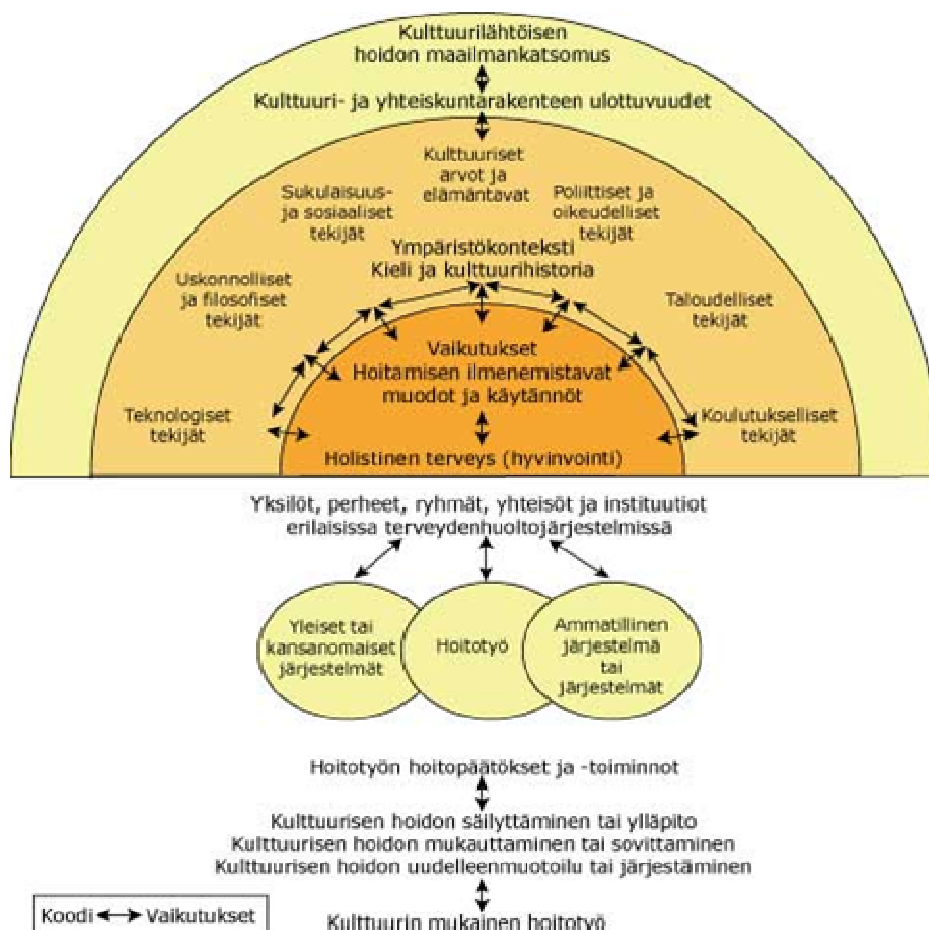 Kulttuurilähtöisen
hoidon maailmankatsomus
Kulttuuri- ja yhteiskuntarakenteen ulottuvuudet
Kulttuuriset
arvot ja
elämäntavat
Sukulaisuus-
ja sosiaaliset
tekijät
Poliittiset ja
oikeudelliset
tekijät
Ympäristökonteksti
Kieli ja kulttuurihistoria
Uskonnolliset
ja filosofiset
tekijät
Taloudelliset
tekijät
Vaikutukset
Hoitamisen ilmenemistavat
muodot ja käytännöt
Teknologiset
tekijät
Koulutukselliset
tekijät
Holistinen terveys (hyvinvointi)
Yksilöt, perheet, ryhmät, yhteisöt ja instituutiot
erilaisissa terveydenhuoltojärjestelmissä
Yleiset tai
kansanomaiset
järjestelmät
Hoitotyö
Ammatillinen
järjestelmä
tai
järjestelmät
Hoitotyön hoitopäätökset ja -toiminnot
Kulttuurisen hoidon säilyttäminen tai ylläpito
Kulttuurisen hoidon mukauttaminen tai sovittaminen
Kulttuurisen hoidon uudelleenmuotoilu tai järjestäminen
Koodi ↔ Vaikutukset
Kulttuurin mukainen hoitotyö